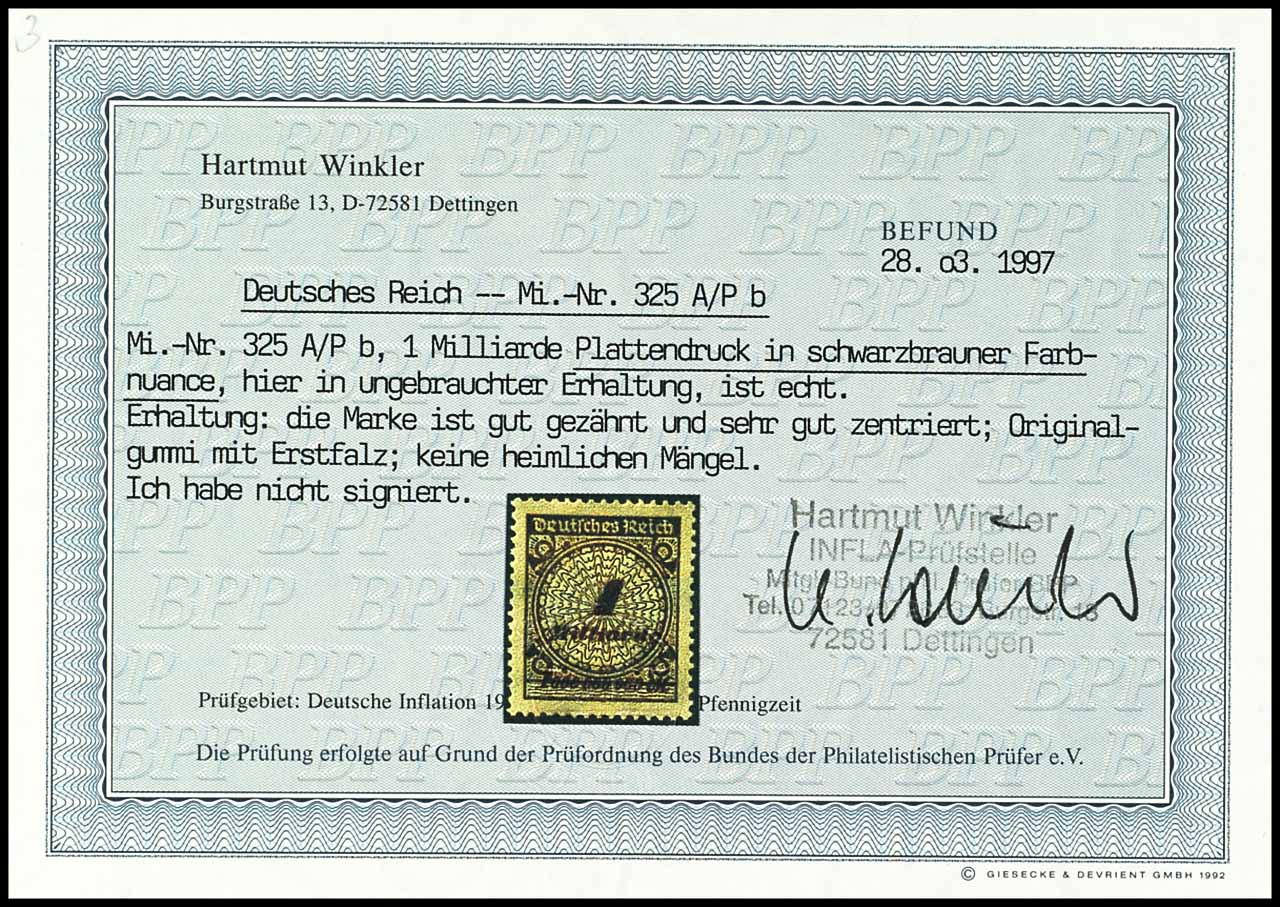 3
Hartmut Winkler
Burgstraße 13, D-72581 Dettingen
BEFUND
28. o3. 1997
Deutsches Reich -- Mi.-Nr. 325 A/P b
Mi.-Nr. 325 A/P b, 1 Milliarde Plattendruck in schwarzbrauner Farb-
nuance, hier in ungebrauchter Erhaltung, ist echt.
Erhaltung: die Marke ist gut gezähnt und sehr gut zentriert; Original-
gummi mit Erstfalz; keine heimlichen Mängel.
Ich habe nicht signiert.
Deutsches Reich
1
Milliarde
Hartmut Winkler
INFLA-Prüfstelle
Tel.
72581 Dettingen
Prüfgebiet: Deutsche Inflation 19 Pfennigzeit
Die Prüfung erfolgte auf Grund der Prüfordnung des Bundes der Philatelistischen Prüfer e.V.
© GIESECKE & DEVRIENT GMBH 1992